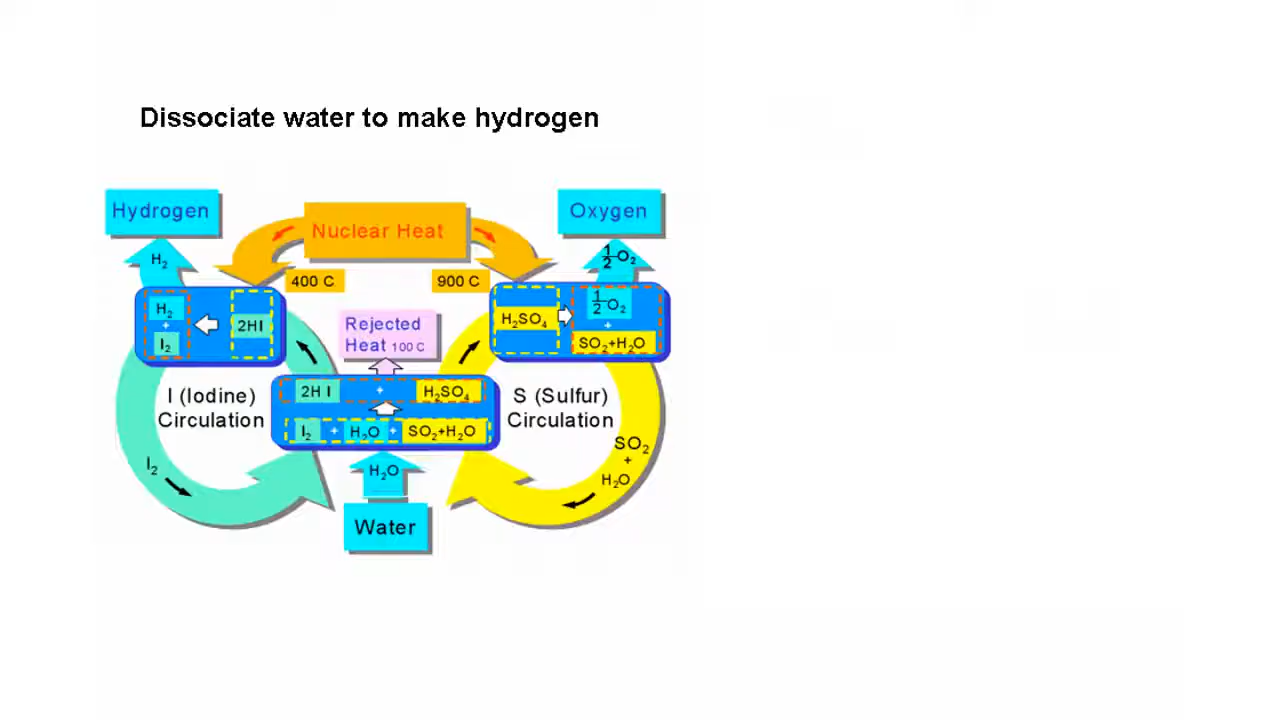 Dissociate water to make hydrogen
Hydrogen
Nuclear Heat
Oxygen
H₂
½O₂
400 C
900 C
H₂
+
I₂
2HI
H₂SO₄
½O₂
+
SO₂+H₂O
Rejected
Heat 100 C
I (Iodine)
Circulation
2H I + H₂SO₄
I₂ + H₂O + SO₂+H₂O
S (Sulfur)
Circulation
I₂
H₂O
SO₂
+
H₂O
Water